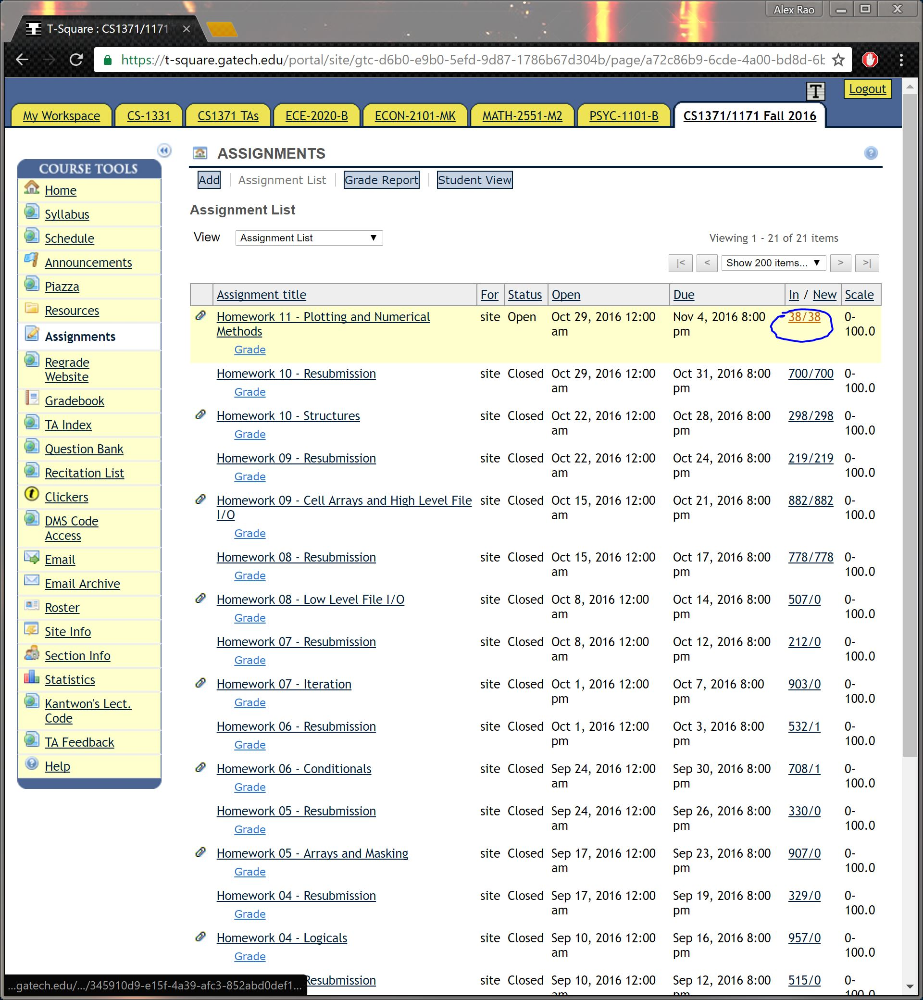 Alex Rao
T-Square : CS1371/1171
https://t-square.gatech.edu/portal/site/gtc-d6b0-e9b0-5efd-9d87-1786b67d304b/page/a72c86b9-6cde-4a00-bd8d-6b
T Logout
My Workspace CS-1331 CS1371 TAs ECE-2020-B ECON-2101-MK MATH-2551-M2 PSYC-1101-B CS1371/1171 Fall 2016
COURSE TOOLS
Home
Syllabus
Schedule
Announcements
Piazza
Resources
Assignments
Regrade
Website
Gradebook
TA Index
Question Bank
Recitation List
Clickers
DMS Code
Access
Email
Email Archive
Roster
Site Info
Section Info
Statistics
Kantwon's Lect.
Code
TA Feedback
Help
ASSIGNMENTS
Add | Assignment List | Grade Report | Student View
Assignment List
View Assignment List
Viewing 1 - 21 of 21 items
|< < Show 200 items... > >|
Assignment title For Status Open Due In / New Scale
Homework 11 - Plotting and Numerical site Open Oct 29, 2016 12:00 Nov 4, 2016 8:00 38/38 0-
Methods am pm 100.0
Grade
Homework 10 - Resubmission site Closed Oct 29, 2016 12:00 Oct 31, 2016 8:00 700/700 0-
am pm 100.0
Grade
Homework 10 - Structures site Closed Oct 22, 2016 12:00 Oct 28, 2016 8:00 298/298 0-
am pm 100.0
Grade
Homework 09 - Resubmission site Closed Oct 22, 2016 12:00 Oct 24, 2016 8:00 219/219 0-
am pm 100.0
Grade
Homework 09 - Cell Arrays and High Level File site Closed Oct 15, 2016 12:00 Oct 21, 2016 8:00 882/882 0-
I/O am pm 100.0
Grade
Homework 08 - Resubmission site Closed Oct 15, 2016 12:00 Oct 17, 2016 8:00 778/778 0-
am pm 100.0
Grade
Homework 08 - Low Level File I/O site Closed Oct 8, 2016 12:00 Oct 14, 2016 8:00 507/0 0-
am pm 100.0
Grade
Homework 07 - Resubmission site Closed Oct 8, 2016 12:00 Oct 12, 2016 8:00 212/0 0-
am pm 100.0
Grade
Homework 07 - Iteration site Closed Oct 1, 2016 12:00 Oct 7, 2016 8:00 903/0 0-
pm pm 100.0
Grade
Homework 06 - Resubmission site Closed Oct 1, 2016 12:00 Oct 3, 2016 8:00 532/1 0-
pm pm 100.0
Grade
Homework 06 - Conditionals site Closed Sep 24, 2016 12:00 Sep 30, 2016 8:00 708/1 0-
am pm 100.0
Grade
Homework 05 - Resubmission site Closed Sep 24, 2016 12:00 Sep 26, 2016 8:00 330/0 0-
am pm 100.0
Grade
Homework 05 - Arrays and Masking site Closed Sep 17, 2016 12:00 Sep 23, 2016 8:00 907/0 0-
am pm 100.0
Grade
Homework 04 - Resubmission site Closed Sep 17, 2016 12:00 Sep 19, 2016 8:00 329/0 0-
am pm 100.0
Grade
Homework 04 - Logicals site Closed Sep 10, 2016 12:00 Sep 16, 2016 8:00 957/0 0-
am pm 100.0
Grade
Resubmission site Closed Sep 10, 2016 12:00 Sep 12, 2016 8:00 515/0 0-
am pm 100.0
...gatech.edu/.../345910d9-e15f-4a39-afc3-852abd0def1...